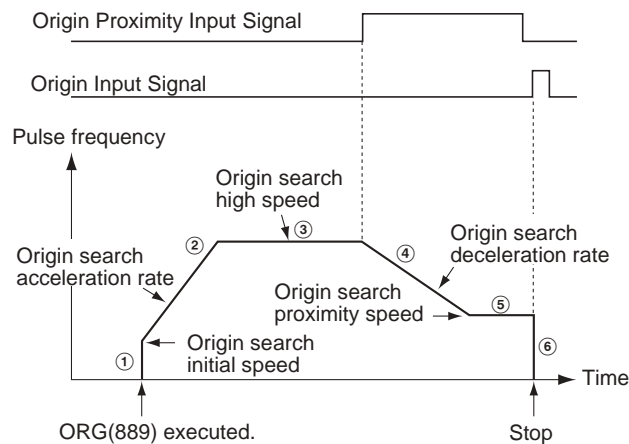 Origin Proximity Input Signal
Origin Input Signal
Pulse frequency
Origin search
high speed
②
③
④
Origin search
acceleration rate
Origin search
deceleration rate
Origin search
proximity speed
⑤
①
Origin search
initial speed
⑥
Time
ORG(889) executed.
Stop